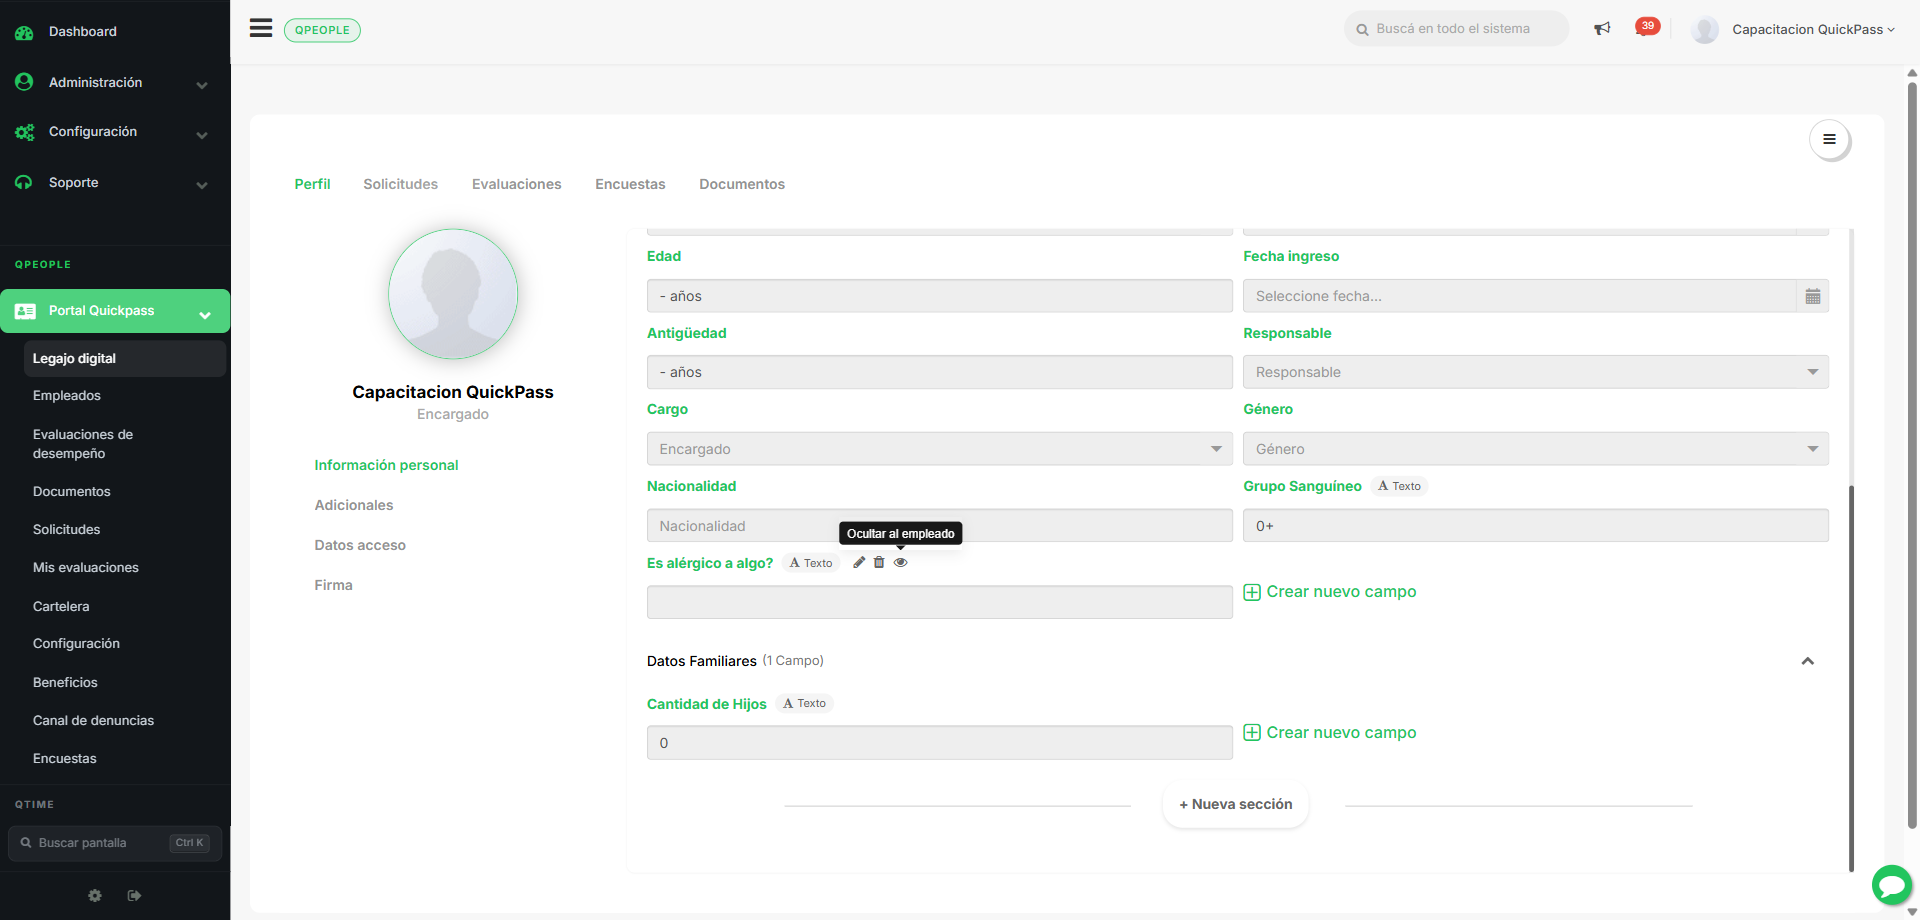 Dashboard
Administración
Configuración
Soporte
QPEOPLE
Portal Quickpass
Legajo digital
Empleados
Evaluaciones de
desempeño
Documentos
Solicitudes
Mis evaluaciones
Cartelera
Configuración
Beneficios
Canal de denuncias
Encuestas
QTIME
Buscar pantalla Ctrl K
QPEOPLE
Buscá en todo el sistema
39
Capacitacion QuickPass
Perfil Solicitudes Evaluaciones Encuestas Documentos
Capacitacion QuickPass
Encargado
Información personal
Adicionales
Datos acceso
Firma
Edad Fecha ingreso
- años Seleccione fecha...
Antigüedad Responsable
- años Responsable
Cargo Género
Encargado Género
Nacionalidad Grupo Sanguíneo A Texto
Nacionalidad 0+
Ocultar al empleado
Es alérgico a algo? A Texto
Crear nuevo campo
Datos Familiares (1 Campo)
Cantidad de Hijos A Texto
0 Crear nuevo campo
+ Nueva sección